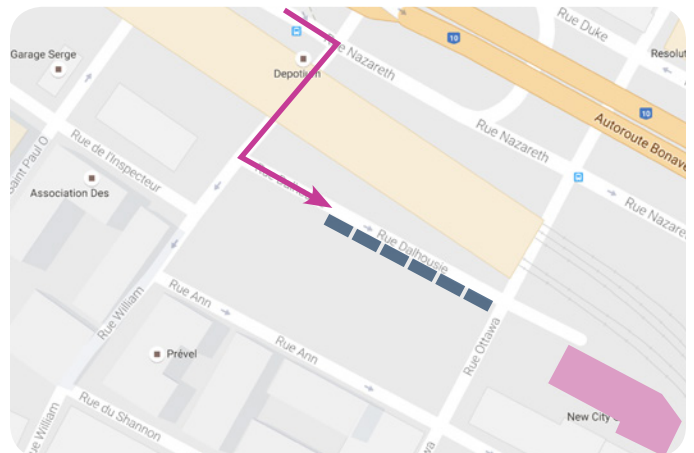 Rue Duke
10
Rue Nazareth
Garage Serge
Resolut
Depotium
10
Autoroute Bonave
Rue Nazareth
Saint Paul O
Rue de l'Inspecteur
Association Des
Rue Nazare
Rue Dalhousie
Rue Ann
Rue William
Rue Ann
Rue Ottawa
Prével
Rue du Shannon
New City
ue William
wa